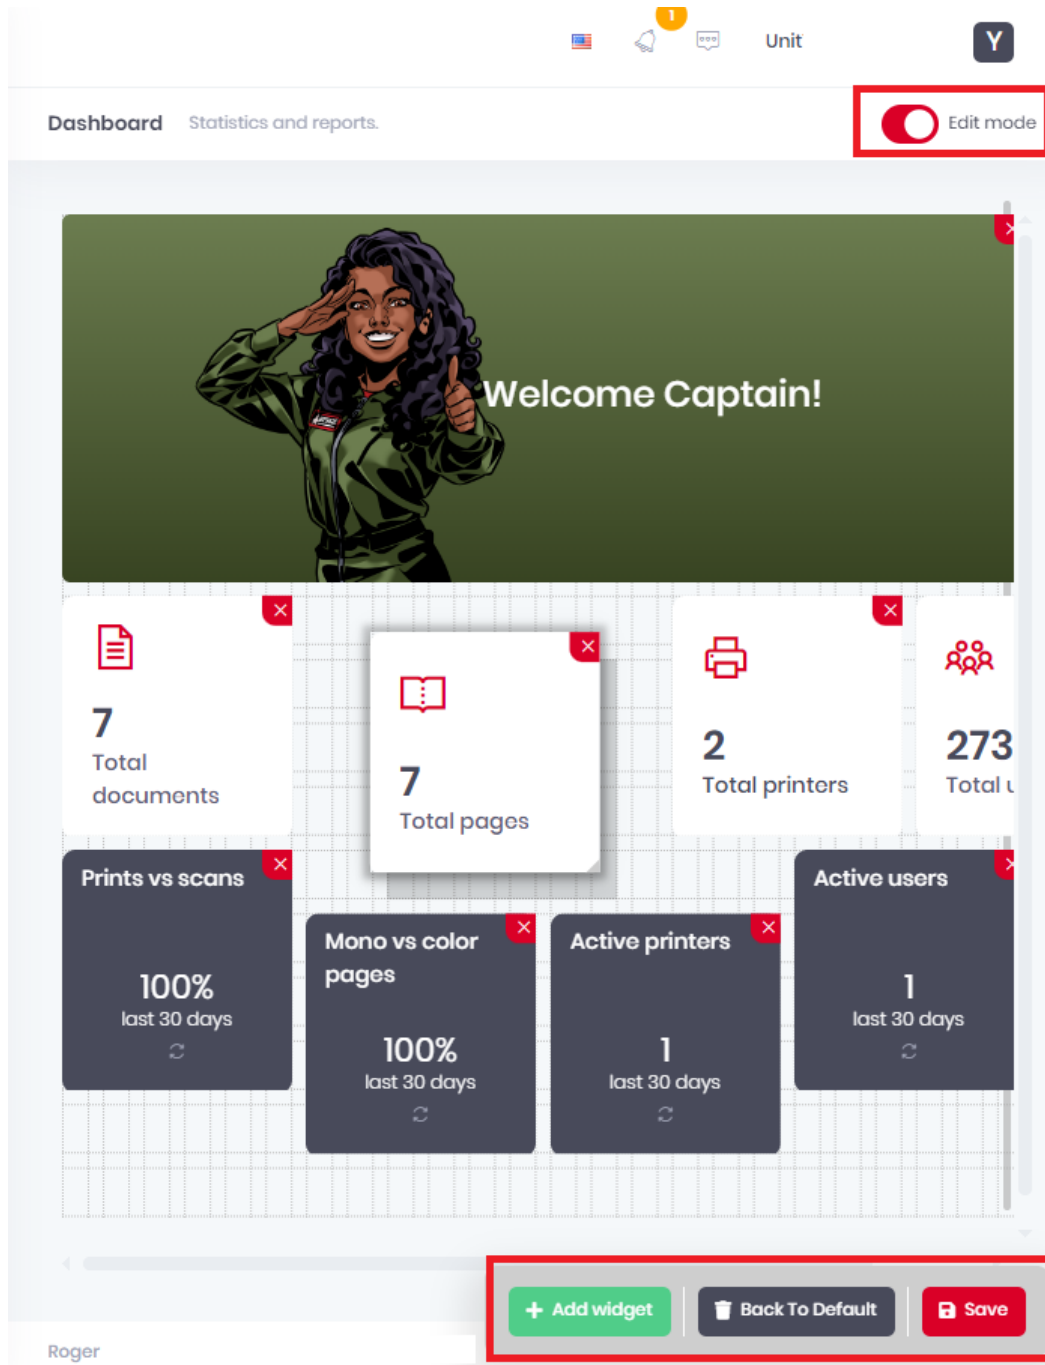 1
Unit
Y
Dashboard Statistics and reports.
Edit mode
Welcome Captain!
7
Total
documents
7
Total pages
2
Total printers
273
Total u
Prints vs scans
100%
last 30 days
Mono vs color
pages
100%
last 30 days
Active printers
1
last 30 days
Active users
1
last 30 days
Add widget
Back To Default
Save
Roger